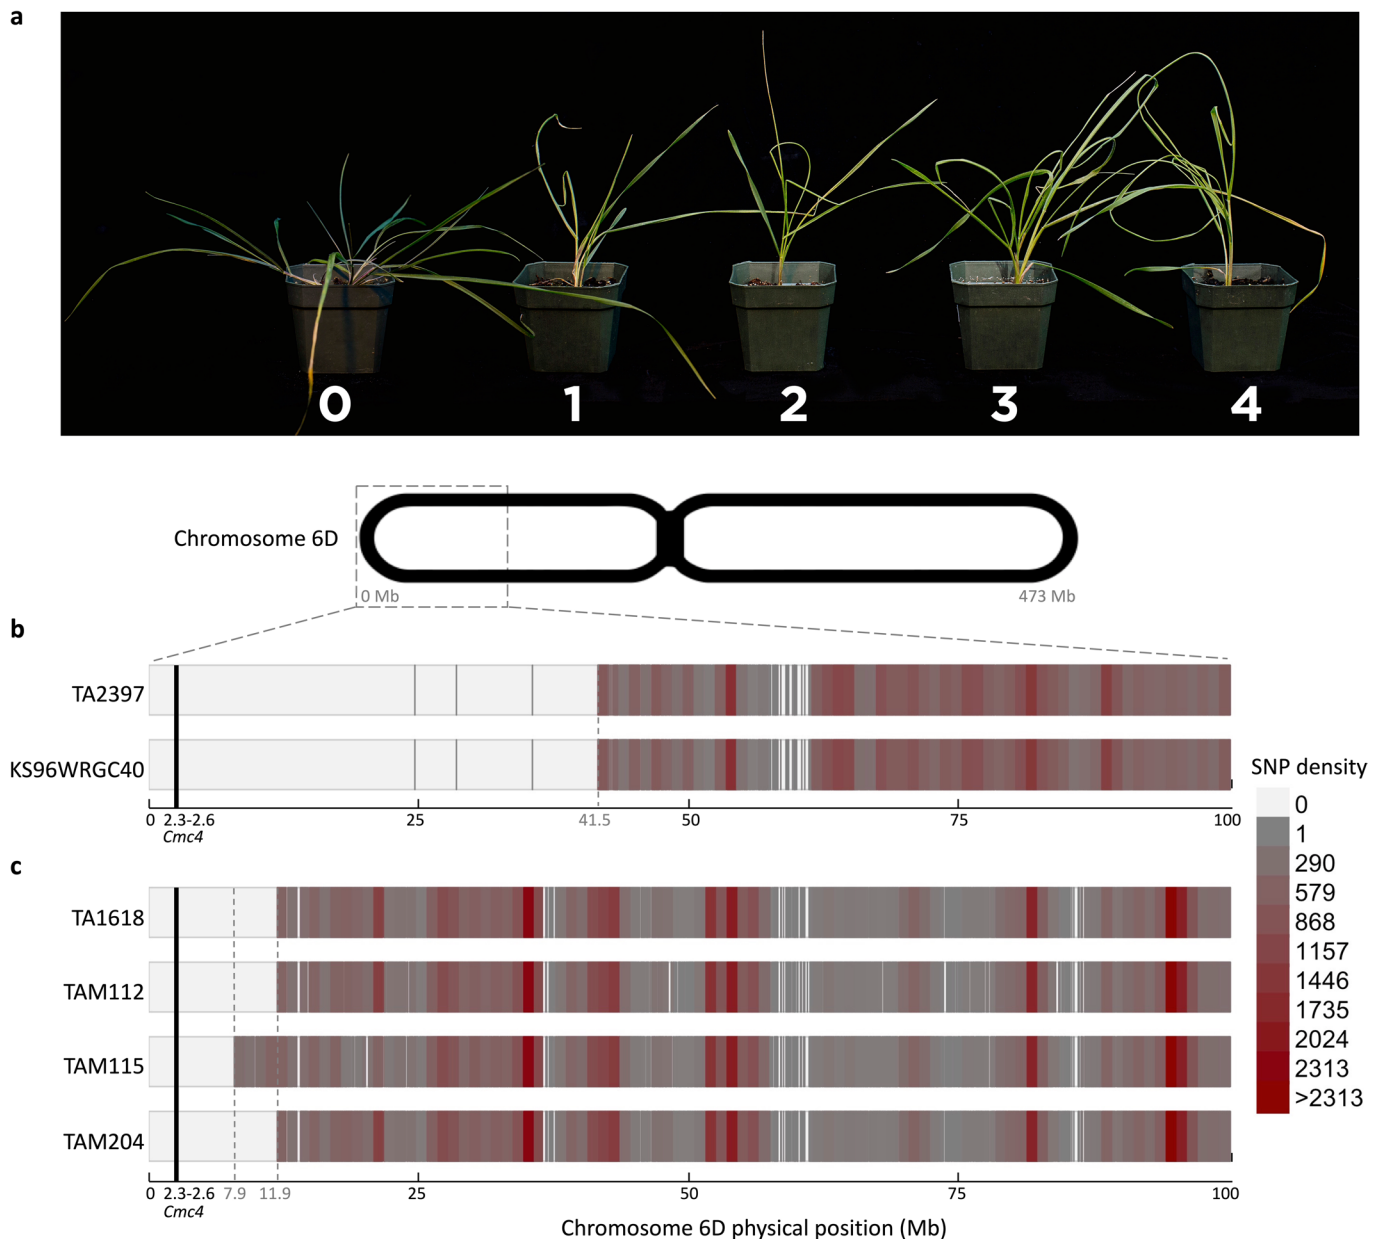 a
0 1 2 3 4
Chromosome 6D
0 Mb 473 Mb
b
TA2397
KS96WRGC40
0 2.3-2.6 25 41.5 50 75 100
Cmc4
SNP density
0
1
290
579
868
1157
1446
1735
2024
2313
>2313
c
TA1618
TAM112
TAM115
TAM204
0 2.3-2.6 7.9 11.9 25 50 75 100
Cmc4
Chromosome 6D physical position (Mb)